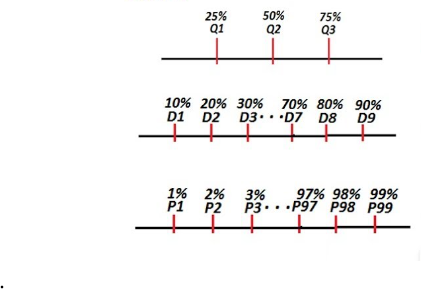 25% 50% 75%
Q1 Q2 Q3
10% 20% 30% 70% 80% 90%
D1 D2 D3 · · · D7 D8 D9
1% 2% 3% 97% 98% 99%
P1 P2 P3 · · · P97 P98 P99
.